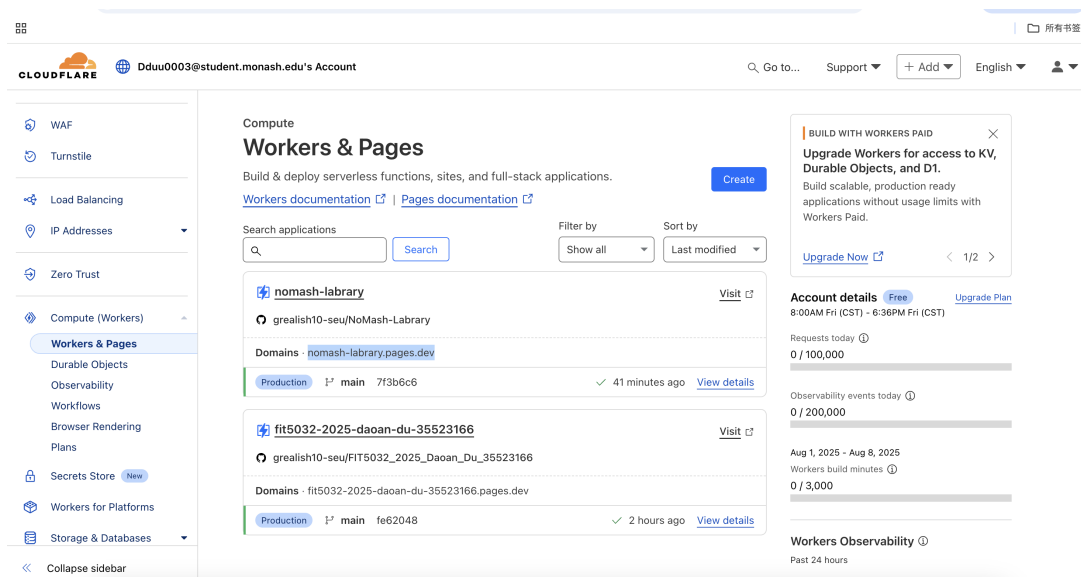 所有书签
CLOUDFLARE
Dduu0003@student.monash.edu's Account
Go to...
Support
+ Add
English
WAF
Turnstile
Load Balancing
IP Addresses
Zero Trust
Compute (Workers)
Workers & Pages
Durable Objects
Observability
Workflows
Browser Rendering
Plans
Secrets Store New
Workers for Platforms
Storage & Databases
Collapse sidebar
Compute
Workers & Pages
Build & deploy serverless functions, sites, and full-stack applications.
Workers documentation | Pages documentation
Create
Search applications
Search
Filter by
Show all
Sort by
Last modified
nomash-labrary
Visit
grealish10-seu/NoMash-Labrary
Domains · nomash-labrary.pages.dev
Production main 7f3b6c6 41 minutes ago View details
fit5032-2025-daoan-du-35523166
Visit
grealish10-seu/FIT5032_2025_Daoan_Du_35523166
Domains · fit5032-2025-daoan-du-35523166.pages.dev
Production main fe62048 2 hours ago View details
BUILD WITH WORKERS PAID
Upgrade Workers for access to KV,
Durable Objects, and D1.
Build scalable, production ready
applications without usage limits with
Workers Paid.
Upgrade Now
1/2
Account details Free Upgrade Plan
8:00AM Fri (CST) - 6:36PM Fri (CST)
Requests today
0 / 100,000
Observability events today
0 / 200,000
Aug 1, 2025 - Aug 8, 2025
Workers build minutes
0 / 3,000
Workers Observability
Past 24 hours